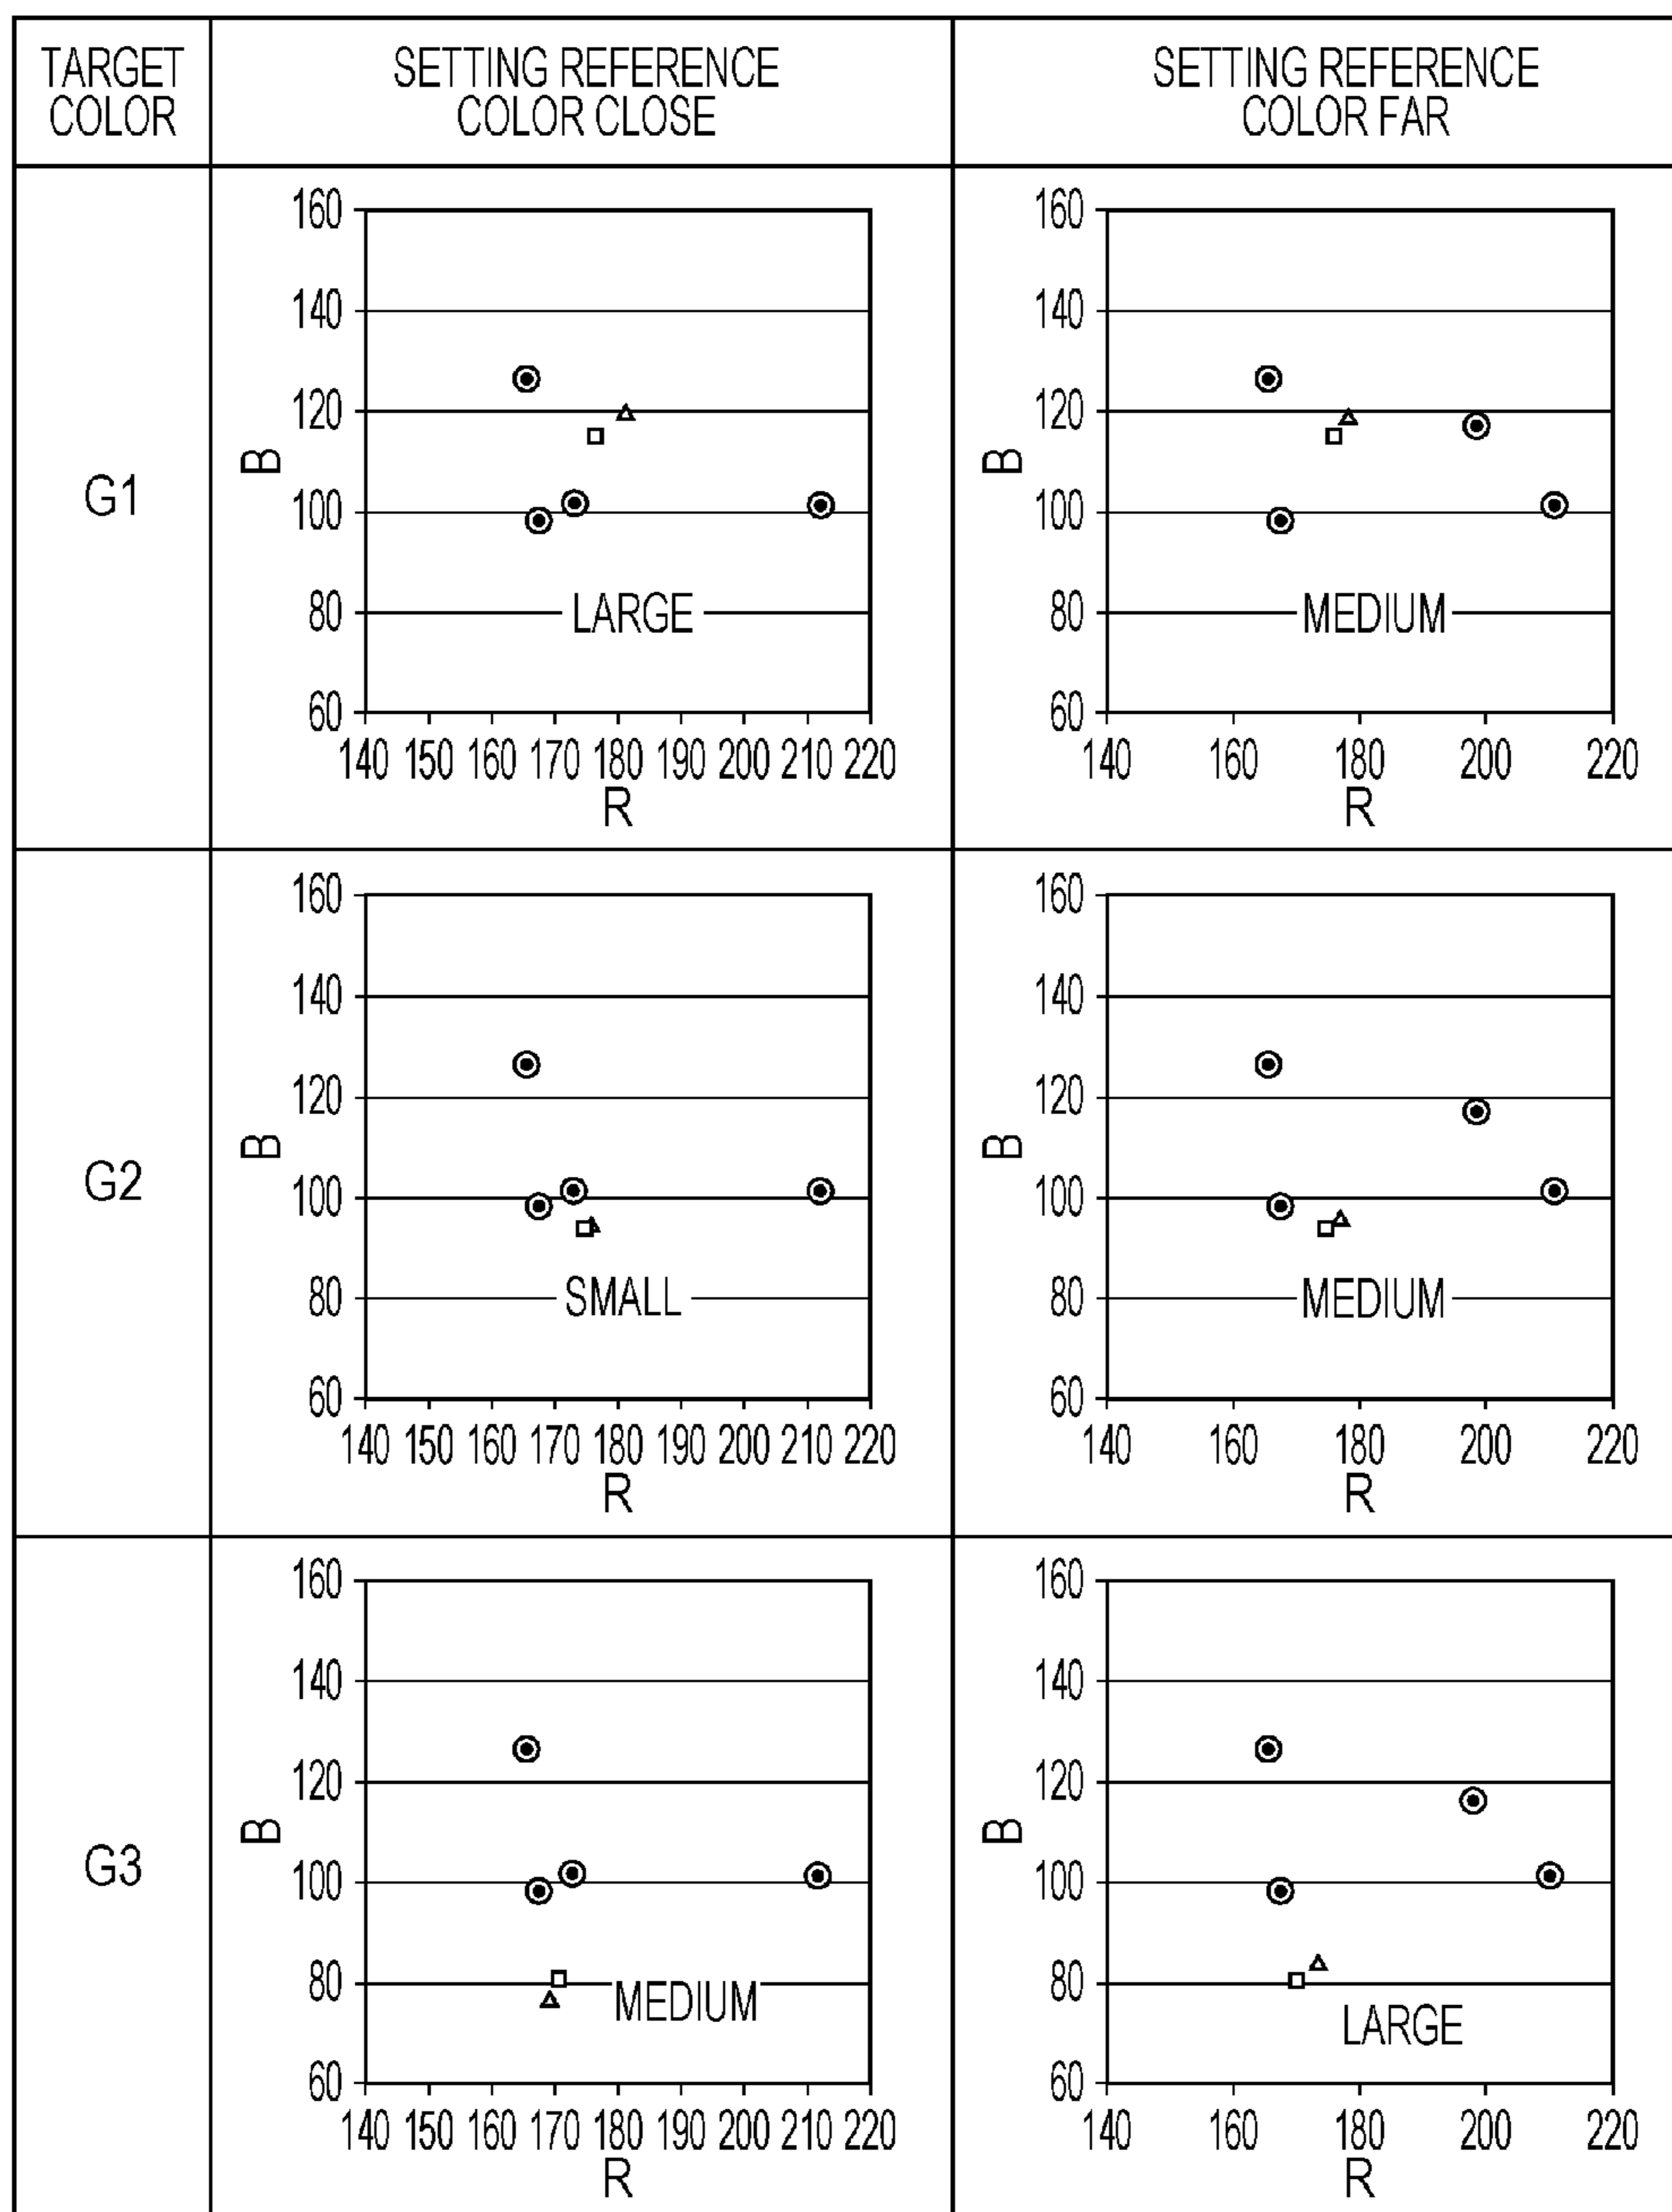 TARGET
COLOR
SETTING REFERENCE
COLOR CLOSE
SETTING REFERENCE
COLOR FAR
G1
160
140
120
100
80
60
B
LARGE
140 150 160 170 180 190 200 210 220
R
160
140
120
100
80
60
B
MEDIUM
140 160 180 200 220
R
G2
160
140
120
100
80
60
B
SMALL
140 150 160 170 180 190 200 210 220
R
160
140
120
100
80
60
B
MEDIUM
140 160 180 200 220
R
G3
160
140
120
100
80
60
B
MEDIUM
140 150 160 170 180 190 200 210 220
R
160
140
120
100
80
60
B
LARGE
140 160 180 200 220
R